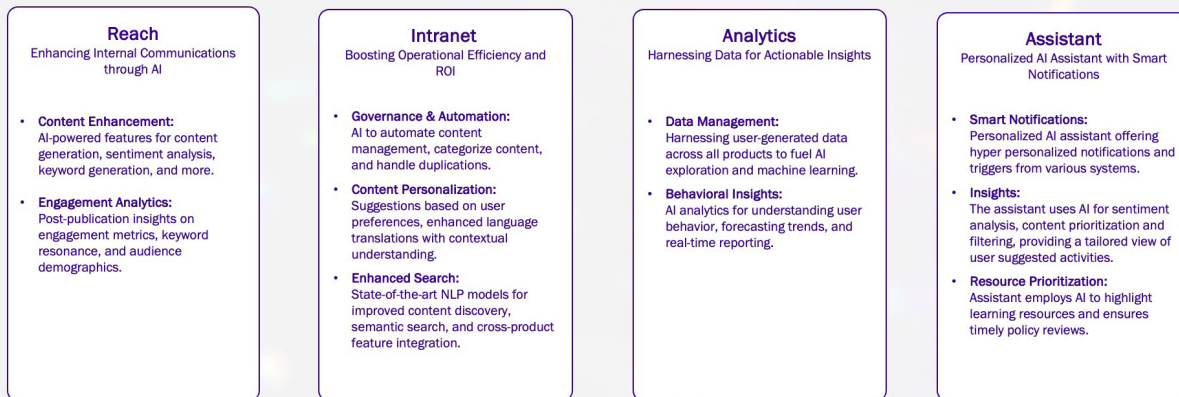 Reach
Enhancing Internal Communications
through AI
• Content Enhancement:
AI-powered features for content
generation, sentiment analysis,
keyword generation, and more.
• Engagement Analytics:
Post-publication insights on
engagement metrics, keyword
resonance, and audience
demographics.
Intranet
Boosting Operational Efficiency and
ROI
• Governance & Automation:
AI to automate content
management, categorize content,
and handle duplications.
• Content Personalization:
Suggestions based on user
preferences, enhanced language
translations with contextual
understanding.
• Enhanced Search:
State-of-the-art NLP models for
improved content discovery,
semantic search, and cross-product
feature integration.
Analytics
Harnessing Data for Actionable Insights
• Data Management:
Harnessing user-generated data
across all products to fuel AI
exploration and machine learning.
• Behavioral Insights:
AI analytics for understanding user
behavior, forecasting trends, and
real-time reporting.
Assistant
Personalized AI Assistant with Smart
Notifications
• Smart Notifications:
Personalized AI assistant offering
hyper personalized notifications and
triggers from various systems.
• Insights:
The assistant uses AI for sentiment
analysis, content prioritization and
filtering, providing a tailored view of
user suggested activities.
• Resource Prioritization:
Assistant employs AI to highlight
learning resources and ensures
timely policy reviews.